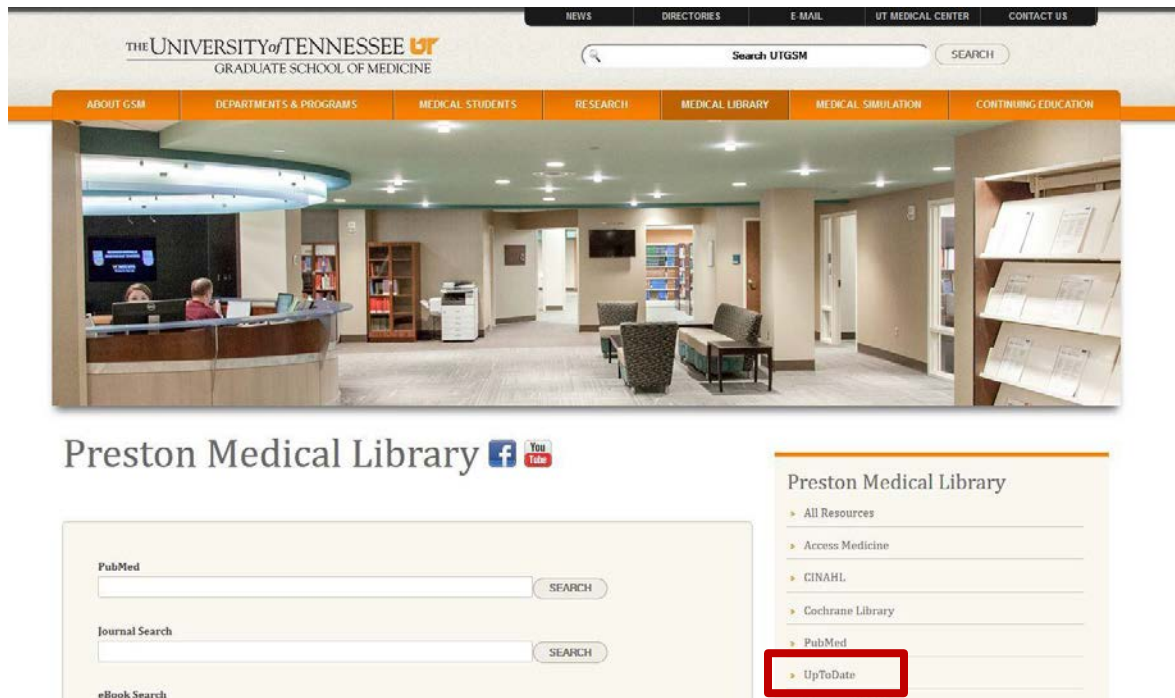 NEWS DIRECTORIES E-MAIL UT MEDICAL CENTER CONTACT US
THE UNIVERSITY of TENNESSEE UT
GRADUATE SCHOOL OF MEDICINE
Search UTGSM SEARCH
ABOUT GSM DEPARTMENTS & PROGRAMS MEDICAL STUDENTS RESEARCH MEDICAL LIBRARY MEDICAL SIMULATION CONTINUING EDUCATION
Preston Medical Library f You Tube
PubMed
SEARCH
Journal Search
SEARCH
eBook Search
Preston Medical Library
» All Resources
» Access Medicine
» CINAHL
» Cochrane Library
» PubMed
» UpToDate